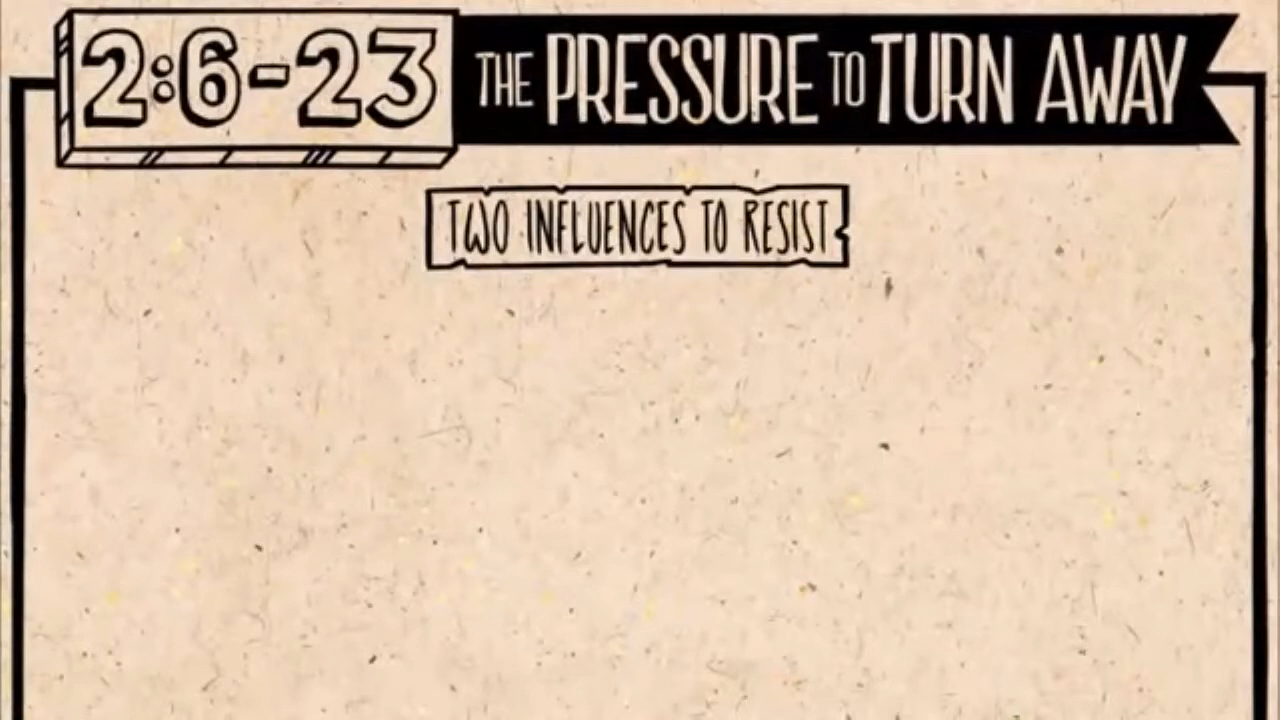 2:6-23 THE PRESSURE TO TURN AWAY
TWO INFLUENCES TO RESIST